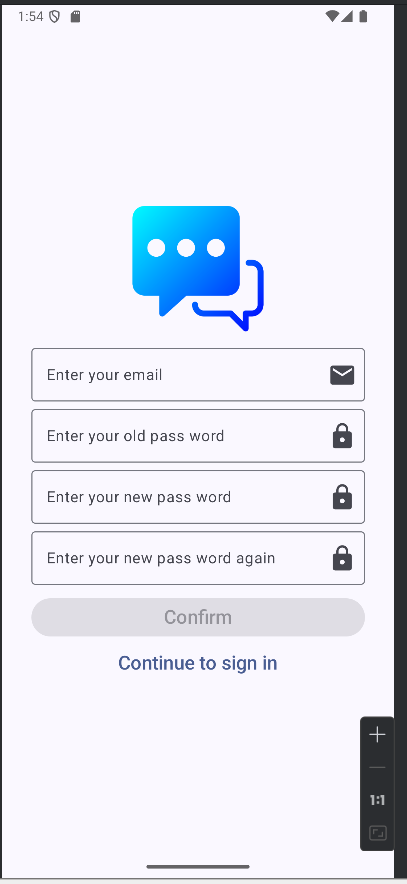 1:54
Enter your email
Enter your old pass word
Enter your new pass word
Enter your new pass word again
Confirm
Continue to sign in
1:1